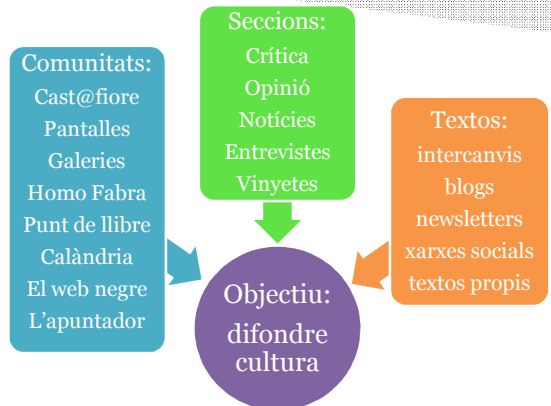 Comunitats:
Cast@fiore
Pantalles
Galeries
Homo Fabra
Punt de llibre
Calàndria
El web negre
L’apuntador
Seccions:
Crítica
Opinió
Notícies
Entrevistes
Vinyetes
Textos:
intercanvis
blogs
newsletters
xarxes socials
textos propis
Objectiu:
difondre
cultura